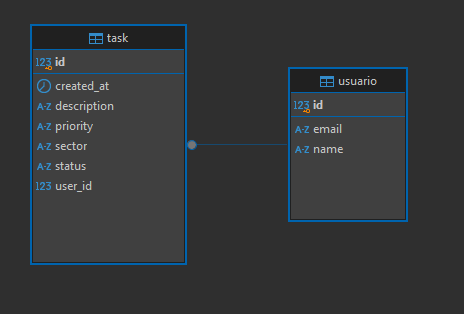 task
123 id
created_at
A-Z description
A-Z priority
A-Z sector
A-Z status
123 user_id
usuario
123 id
A-Z email
A-Z name